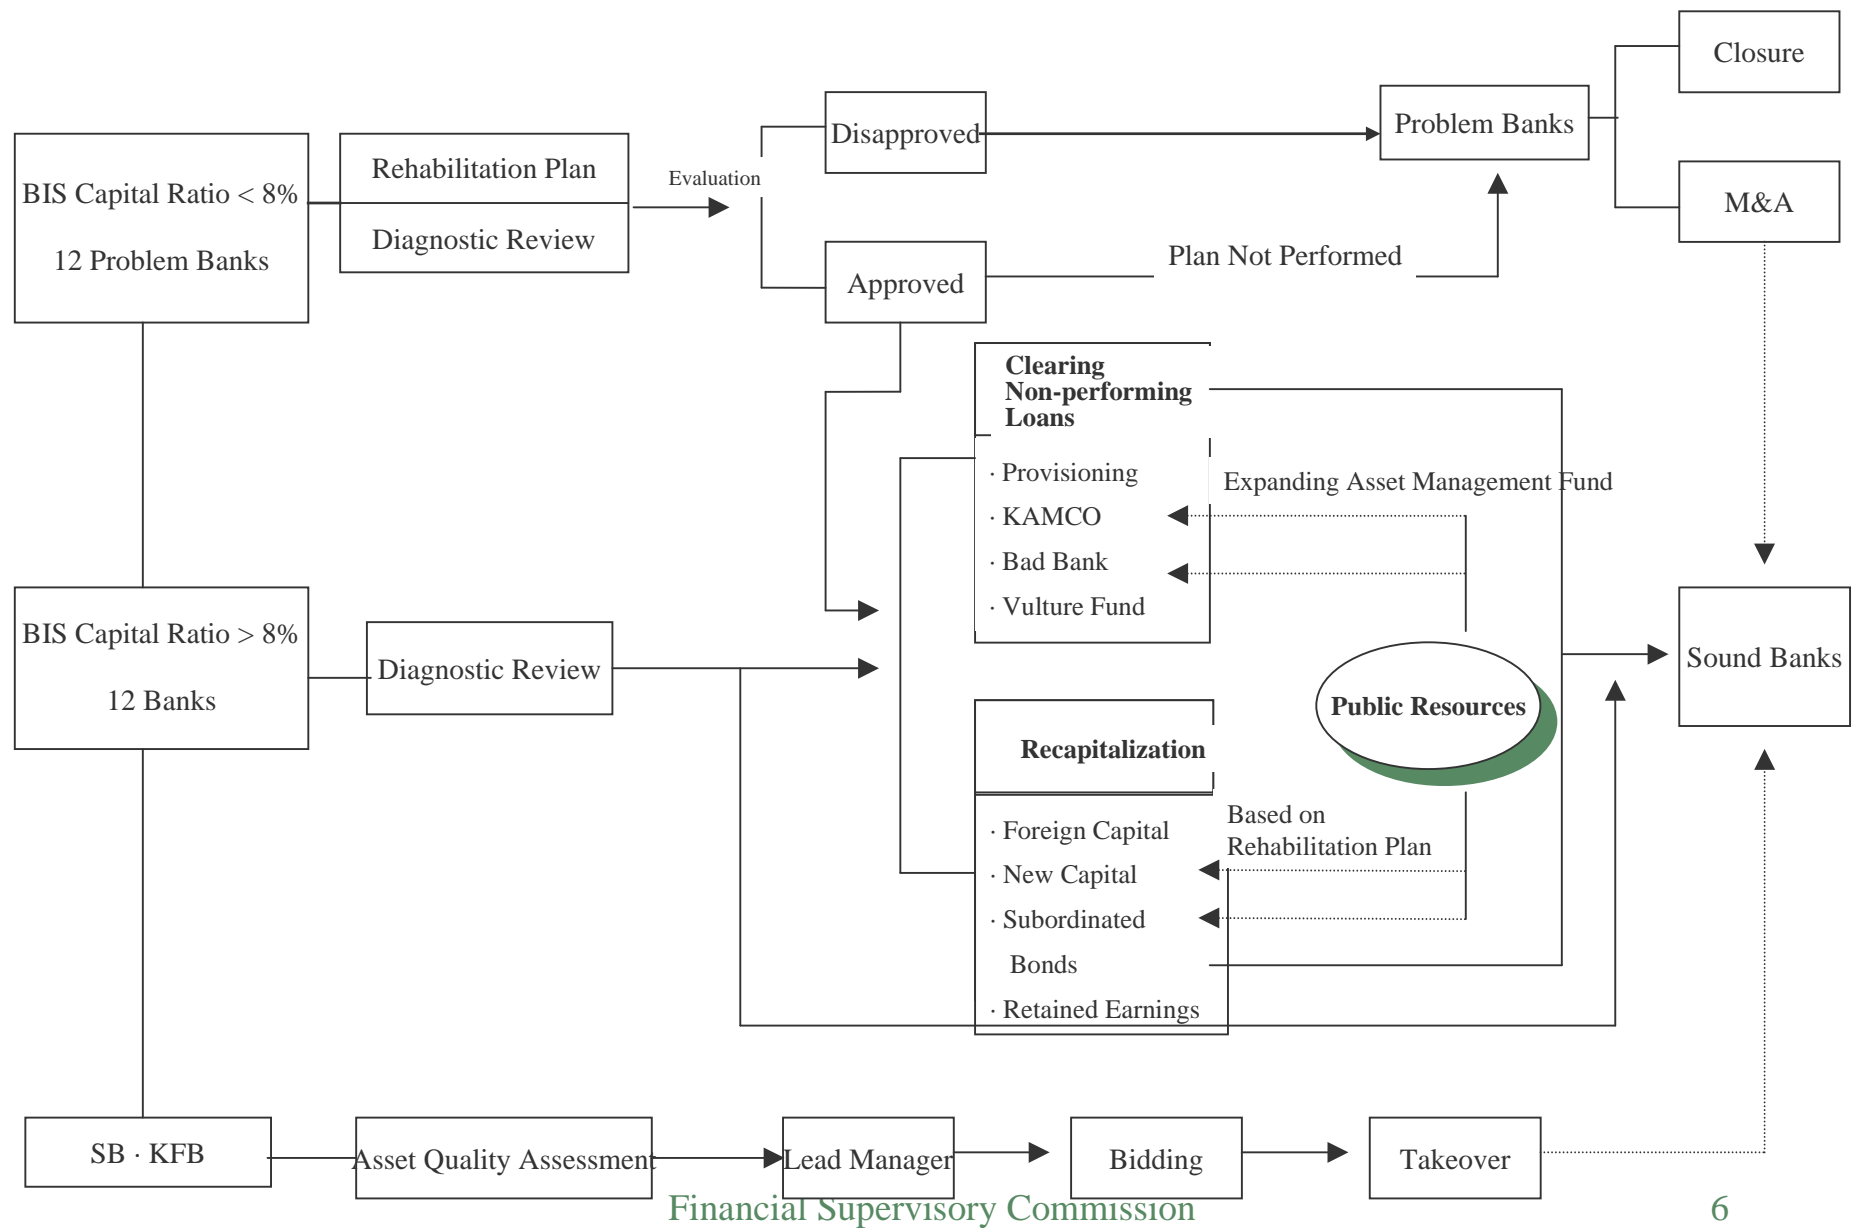 Closure
Disapproved
Problem Banks
Rehabilitation Plan
Evaluation
BIS Capital Ratio < 8%
M&A
Diagnostic Review
12 Problem Banks
Plan Not Performed
Approved
Clearing
Non-performing
Loans
· Provisioning
Expanding Asset Management Fund
· KAMCO
· Bad Bank
· Vulture Fund
BIS Capital Ratio > 8%
12 Banks
Diagnostic Review
Sound Banks
Public Resources
Recapitalization
Based on
Rehabilitation Plan
· Foreign Capital
· New Capital
· Subordinated
Bonds
· Retained Earnings
SB · KFB
Asset Quality Assessment
Lead Manager
Bidding
Takeover
Financial Supervisory Commission
6